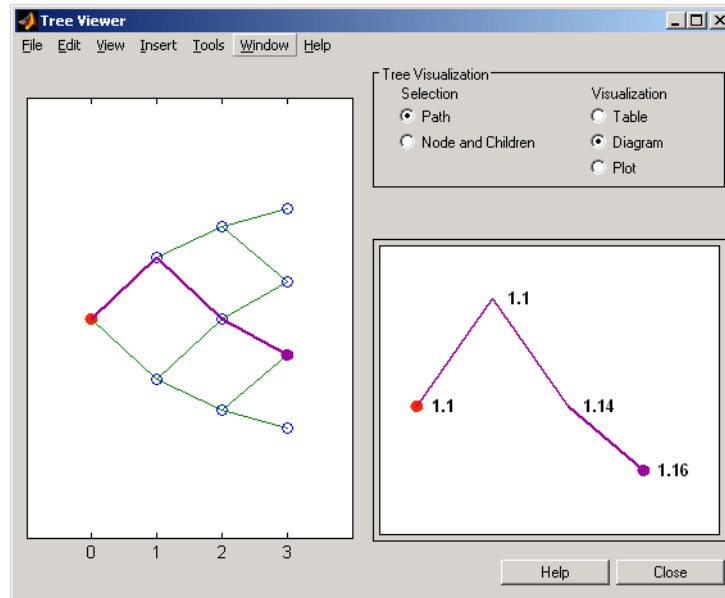 Tree Viewer
File Edit View Insert Tools Window Help
Tree Visualization
Selection
Path
Node and Children
Visualization
Table
Diagram
Plot
0 1 2 3
1.1
1.1
1.14
1.16
Help
Close